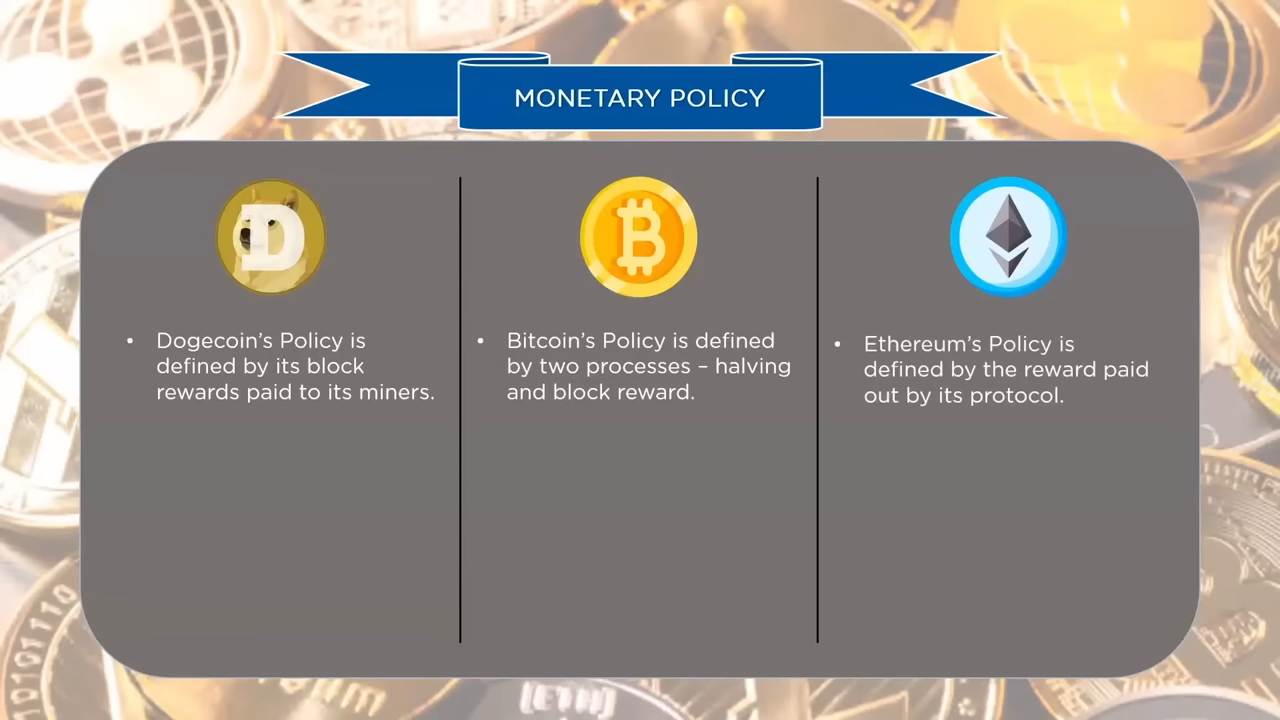 MONETARY POLICY
D
• Dogecoin’s Policy is
defined by its block
rewards paid to its miners.
• Bitcoin’s Policy is defined
by two processes – halving
and block reward.
• Ethereum’s Policy is
defined by the reward paid
out by its protocol.
[ETH]